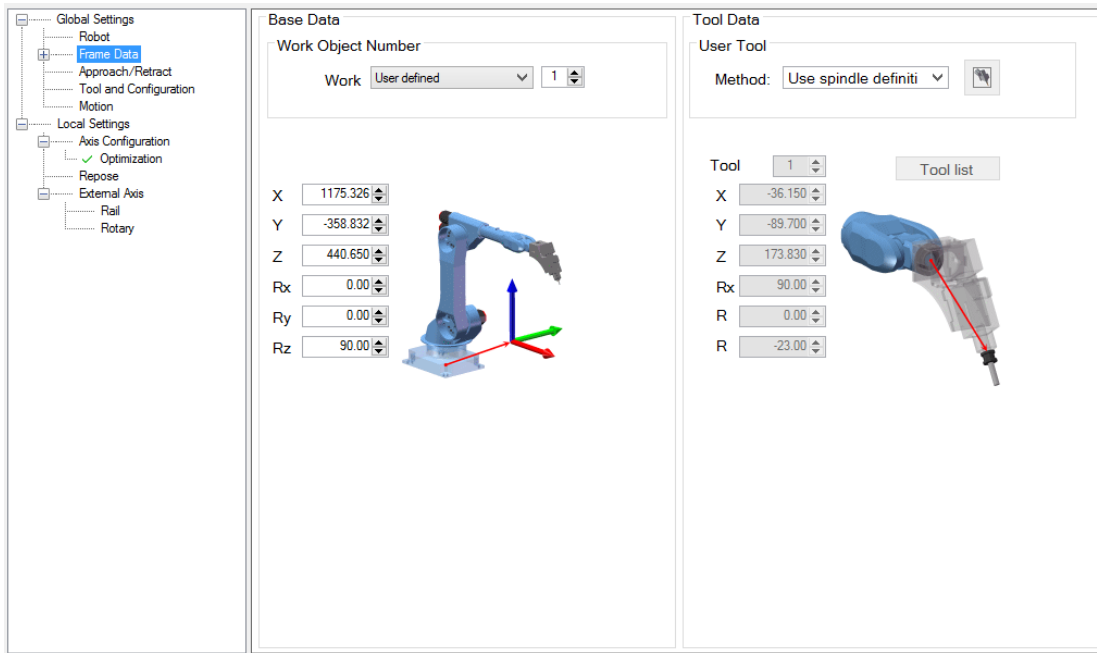 Global Settings
Robot
Frame Data
Approach/Retract
Tool and Configuration
Motion
Local Settings
Axis Configuration
Optimization
Repose
External Axis
Rail
Rotary
Base Data
Work Object Number
Work User defined 1
X 1175.326
Y -358.832
Z 440.650
Rx 0.00
Ry 0.00
Rz 90.00
Tool Data
User Tool
Method: Use spindle definiti
Tool 1 Tool list
X -36.150
Y -89.700
Z 173.830
Rx 90.00
R 0.00
R -23.00